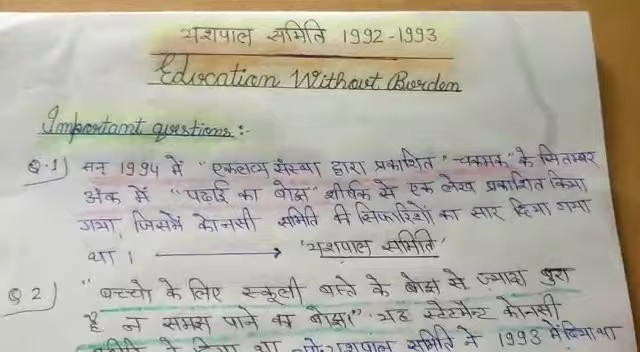 यशपाल समिति 1992-1993
Education Without Burden
Important questions:-
Q.1) सन् 1994 में "एकलव्य संस्था द्वारा प्रकाशित "चकमक" के सितम्बर
अंक में "पढ़ाई का बोझ" शीर्षक से एक लेख प्रकाशित किया
गया, जिसमें कोनसी समिति की सिफारिशों का सार दिया गया
था। → 'यशपाल समिति'
Q 2) "बच्चो के लिए स्कूली बस्ते के बोझ से ज़्यादा बुरा
है न समझ पाने का बोझ।" यह स्टेटमेन्ट कोनसी
समिति ने दिया था यशपाल समिति ने 1993 में दिया था